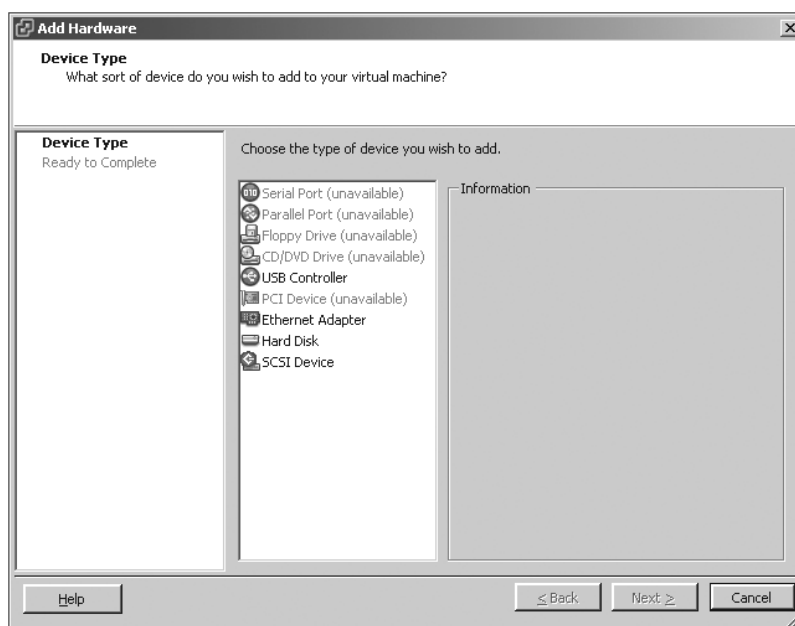 Add Hardware
Device Type
What sort of device do you wish to add to your virtual machine?
Device Type
Ready to Complete
Choose the type of device you wish to add.
Serial Port (unavailable)
Parallel Port (unavailable)
Floppy Drive (unavailable)
CD/DVD Drive (unavailable)
USB Controller
PCI Device (unavailable)
Ethernet Adapter
Hard Disk
SCSI Device
Information
Help
< Back
Next >
Cancel